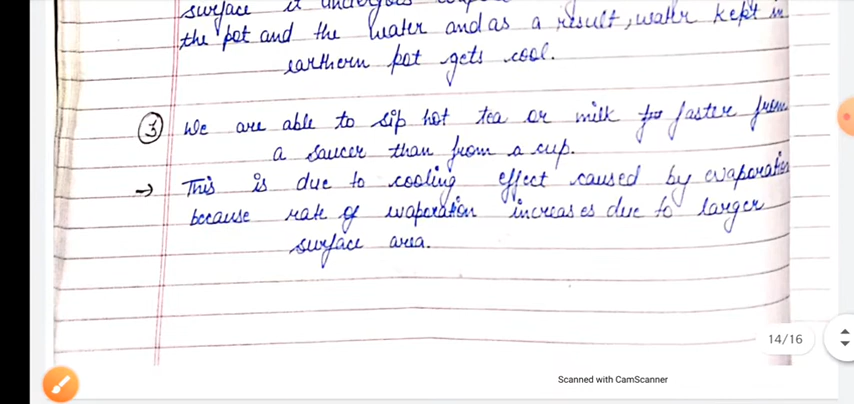 surface it undergoes
the pot and the water and as a result, water kept in
earthern pot gets cool.
③ We are able to sip hot tea or milk for faster from
a saucer than from a cup.
→ This is due to cooling effect caused by evaporation
because rate of evaporation increases due to larger
surface area.
14/16
Scanned with CamScanner